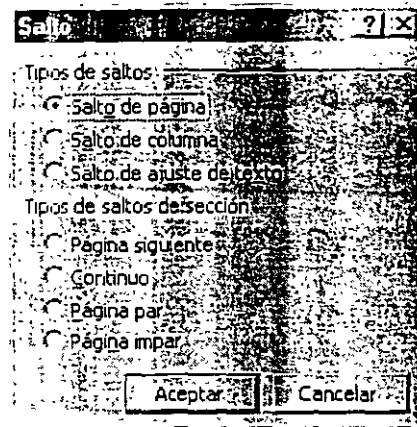 Salto
Tipos de saltos
Salto de página
Salto de columna
Salto de ajuste de texto
Tipos de saltos de sección
Página siguiente
Continuo
Página par
Página impar
Aceptar Cancelar